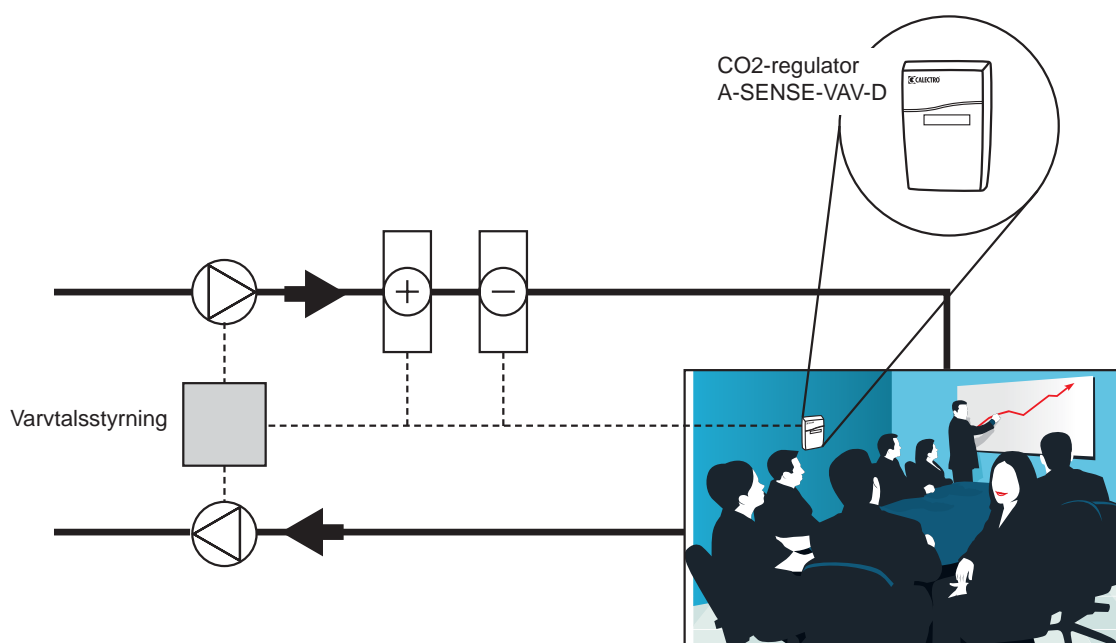 CO2-regulator
A-SENSE-VAV-D
CALECTRO
+
−
Varvtalsstyrning